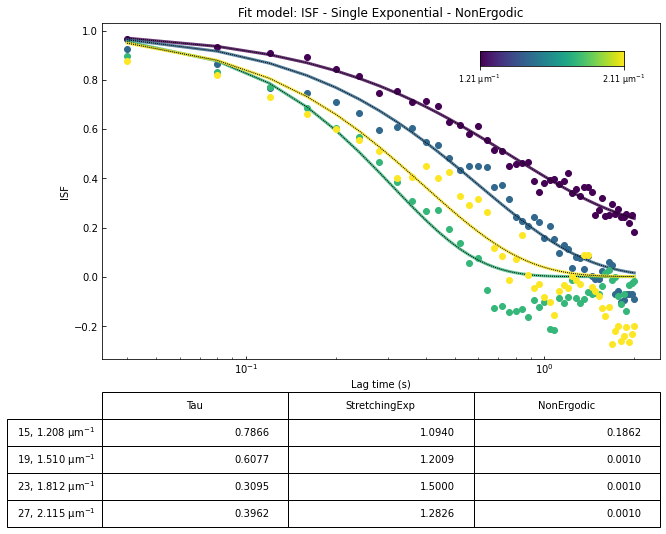 Fit model: ISF - Single Exponential - NonErgodic
1.0
0.8
0.6
0.4
0.2
0.0
−0.2
ISF
1.21 μm⁻¹ 2.11 μm⁻¹
10⁻¹ 10⁰
Lag time (s)
Tau StretchingExp NonErgodic
15, 1.208 μm⁻¹ 0.7866 1.0940 0.1862
19, 1.510 μm⁻¹ 0.6077 1.2009 0.0010
23, 1.812 μm⁻¹ 0.3095 1.5000 0.0010
27, 2.115 μm⁻¹ 0.3962 1.2826 0.0010